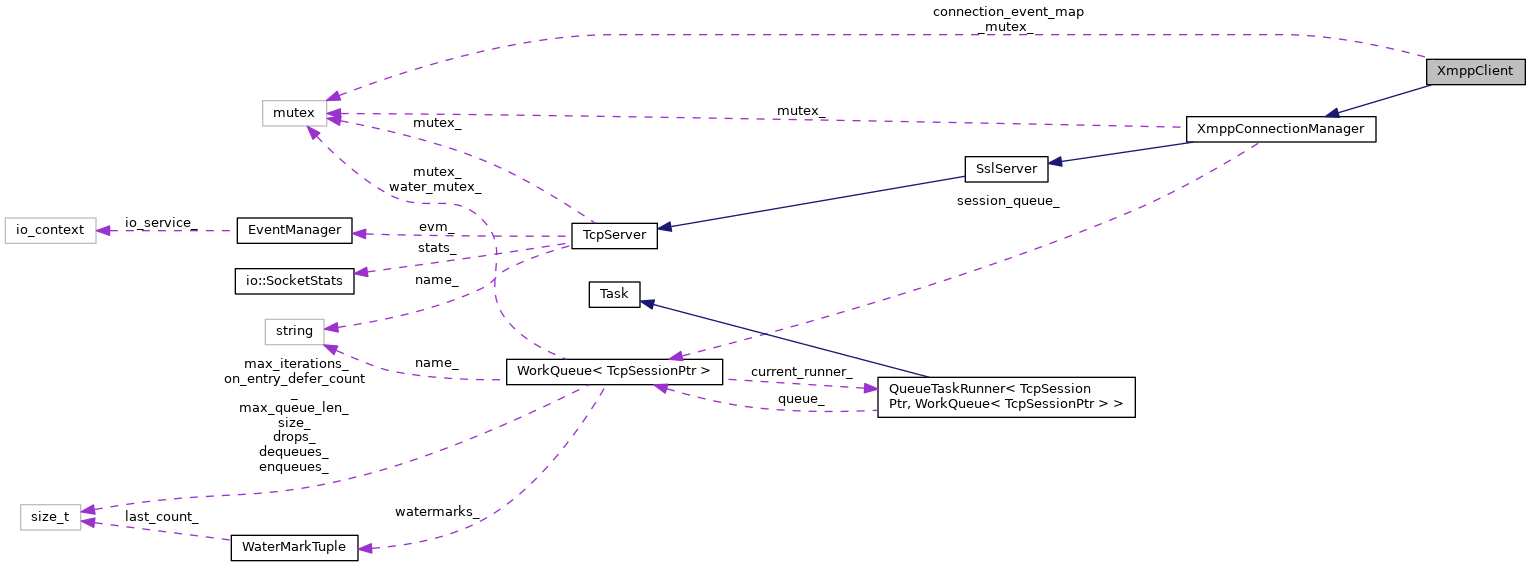 connection_event_map
_mutex_
XmppClient
mutex
mutex_
mutex_
XmppConnectionManager
SslServer
mutex_
water_mutex_
session_queue_
io_context
io_service_
EventManager
evm_
TcpServer
stats_
io::SocketStats
name_
Task
string
max_iterations_
on_entry_defer_count
_
max_queue_len_
size_
drops_
dequeues_
enqueues_
name_
WorkQueue< TcpSessionPtr >
current_runner_
queue_
QueueTaskRunner< TcpSession
Ptr, WorkQueue< TcpSessionPtr > >
size_t
last_count_
watermarks_
WaterMarkTuple